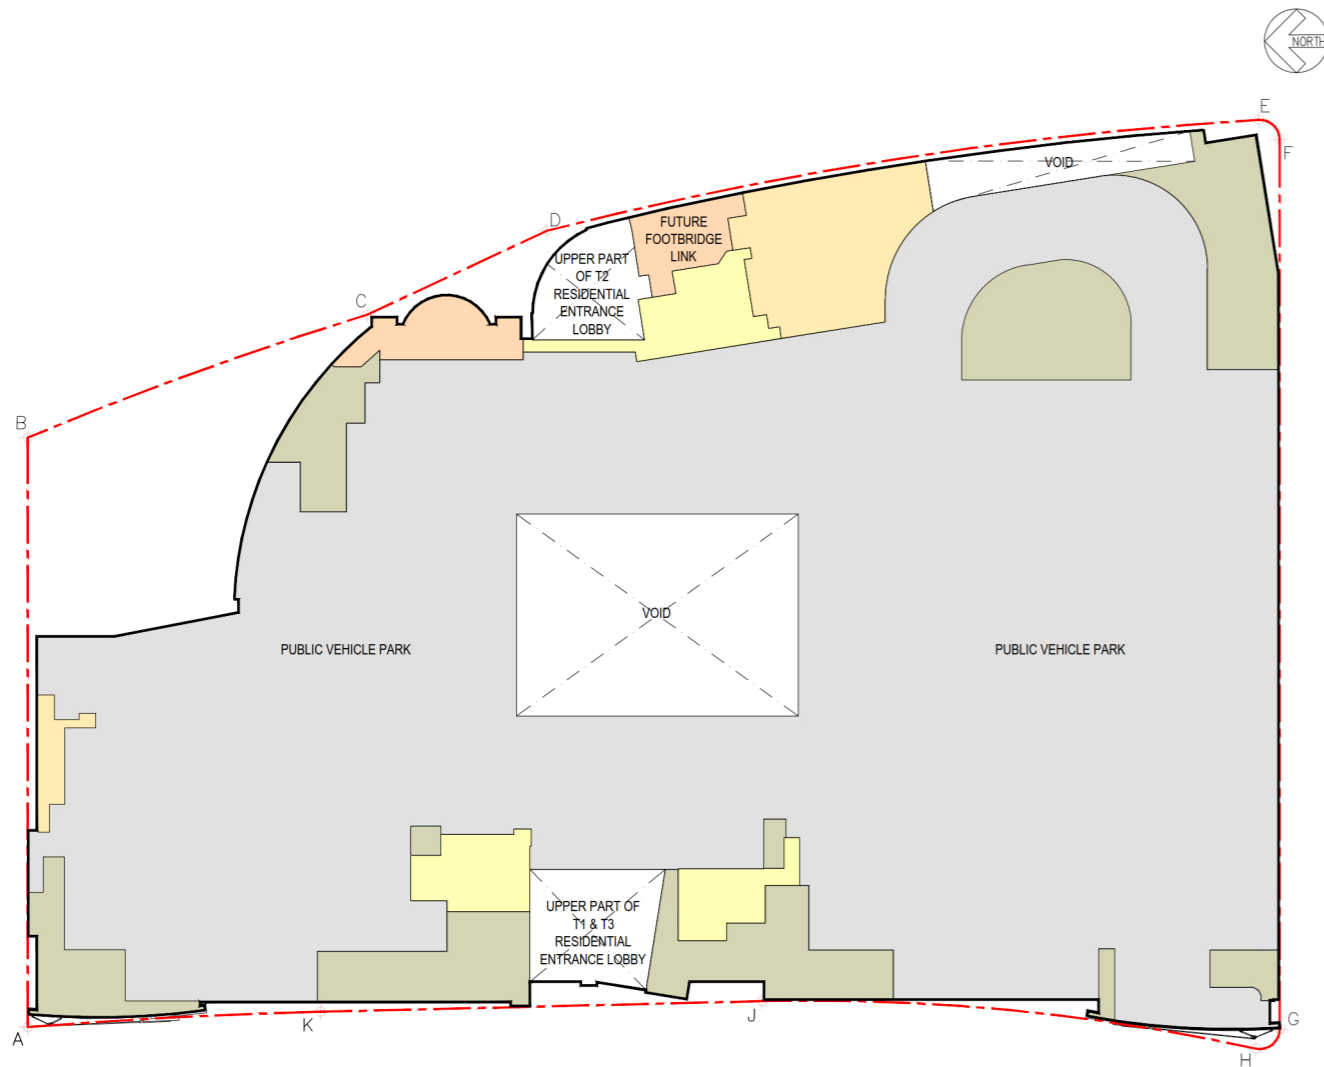 NORTH
E
F
VOID
D
FUTURE
FOOTBRIDGE
LINK
UPPER PART
OF T2
RESIDENTIAL
ENTRANCE
LOBBY
C
B
VOID
PUBLIC VEHICLE PARK
PUBLIC VEHICLE PARK
UPPER PART OF
T1 & T3
RESIDENTIAL
ENTRANCE LOBBY
A
K
J
G
H